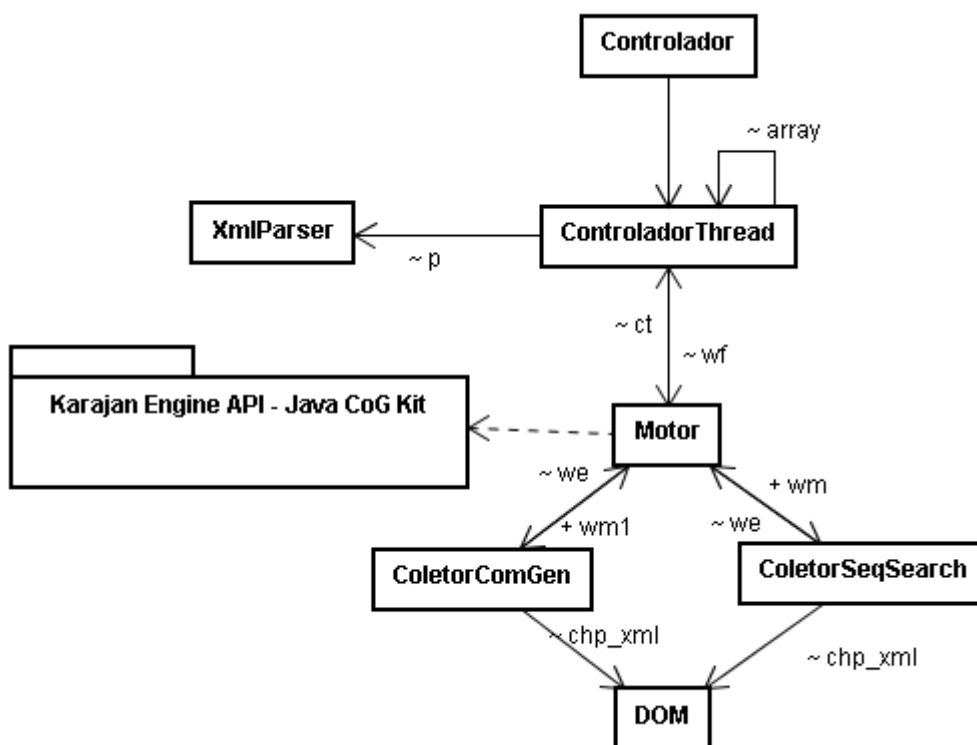 Controlador
~ array
XmlParser
ControladorThread
~ p
~ ct
~ wf
Karajan Engine API - Java CoG Kit
Motor
~ we
+ wm
+ wm1
~ we
ColetorComGen
ColetorSeqSearch
~ chp_xml
~ chp_xml
DOM